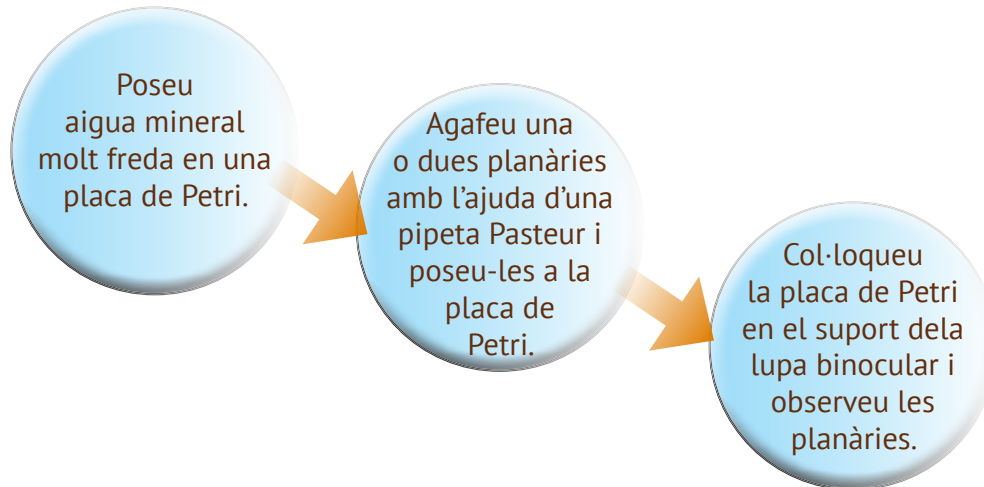 Poseu
aigua mineral
molt freda en una
placa de Petri.
Agafeu una
o dues planàries
amb l'ajuda d'una
pipeta Pasteur i
poseu-les a la
placa de
Petri.
Col·loqueu
la placa de Petri
en el suport dela
lupa binocular i
observeu les
planàries.